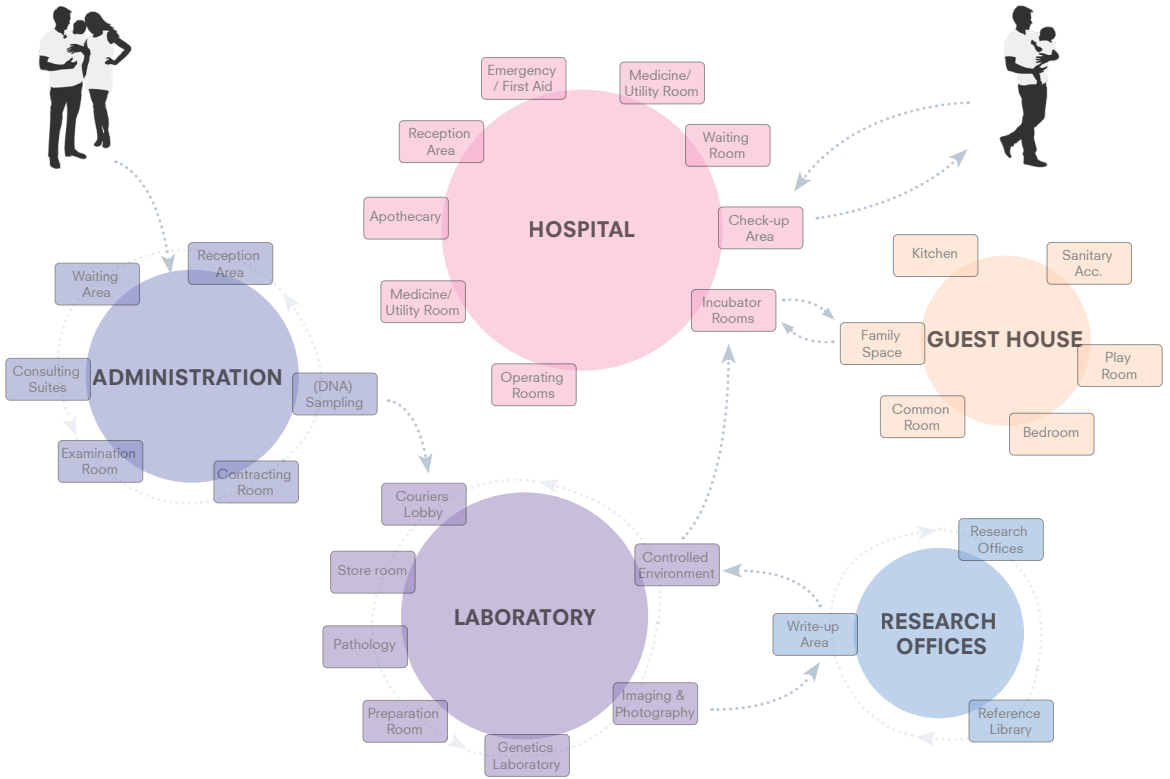 Emergency
/ First Aid
Medicine/
Utility Room
Reception
Area
Waiting
Room
Apothecary
HOSPITAL
Check-up
Area
Medicine/
Utility Room
Incubator
Rooms
Operating
Rooms
Reception
Area
Waiting
Area
Consulting
Suites
ADMINISTRATION
(DNA)
Sampling
Examination
Room
Contracting
Room
Kitchen
Sanitary
Acc.
Family
Space
GUEST HOUSE
Play
Room
Common
Room
Bedroom
Couriers
Lobby
Store room
Controlled
Environment
LABORATORY
Pathology
Imaging &
Photography
Preparation
Room
Genetics
Laboratory
Research
Offices
Write-up
Area
RESEARCH
OFFICES
Reference
Library